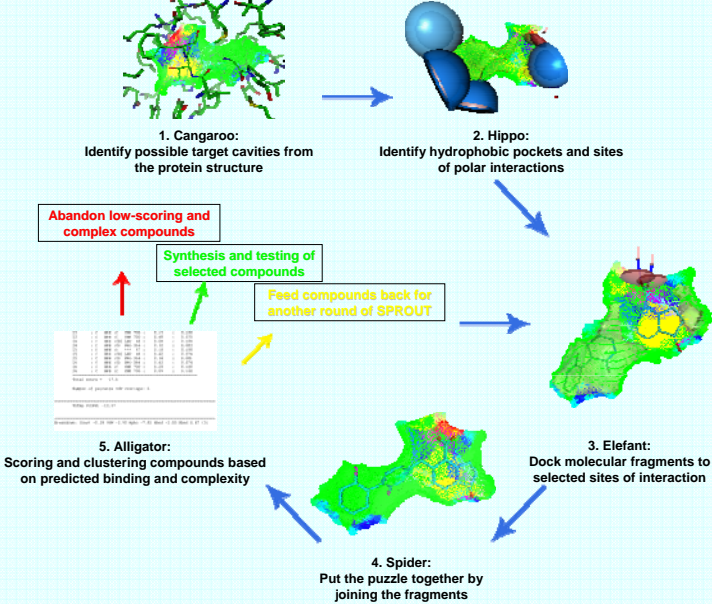 1. Cangaroo:
Identify possible target cavities from
the protein structure
2. Hippo:
Identify hydrophobic pockets and sites
of polar interactions
Abandon low-scoring and
complex compounds
Synthesis and testing of
selected compounds
Feed compounds back for
another round of SPROUT
3. Elefant:
Dock molecular fragments to
selected sites of interaction
5. Alligator:
Scoring and clustering compounds based
on predicted binding and complexity
4. Spider:
Put the puzzle together by
joining the fragments